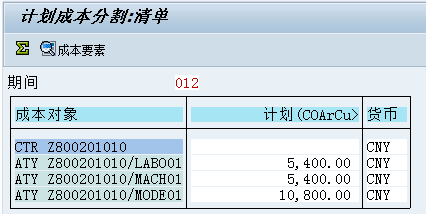 计划成本分割:清单
成本要素
期间 012
成本对象 计划(COArCu> 货币
CTR Z800201010 CNY
ATY Z800201010/LABO01 5,400.00 CNY
ATY Z800201010/MACH01 5,400.00 CNY
ATY Z800201010/MODE01 10,800.00 CNY